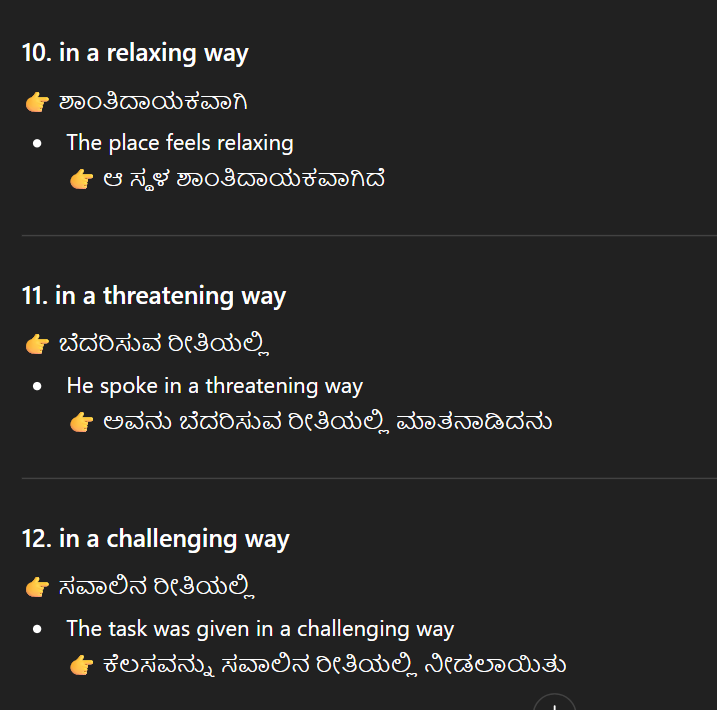 10. in a relaxing way
👉 ಶಾಂತಿದಾಯಕವಾಗಿ
• The place feels relaxing
👉 ಆ ಸ್ಥಳ ಶಾಂತಿದಾಯಕವಾಗಿದೆ
11. in a threatening way
👉 ಬೆದರಿಸುವ ರೀತಿಯಲ್ಲಿ
• He spoke in a threatening way
👉 ಅವನು ಬೆದರಿಸುವ ರೀತಿಯಲ್ಲಿ ಮಾತನಾಡಿದನು
12. in a challenging way
👉 ಸವಾಲಿನ ರೀತಿಯಲ್ಲಿ
• The task was given in a challenging way
👉 ಕೆಲಸವನ್ನು ಸವಾಲಿನ ರೀತಿಯಲ್ಲಿ ನೀಡಲಾಯಿತು